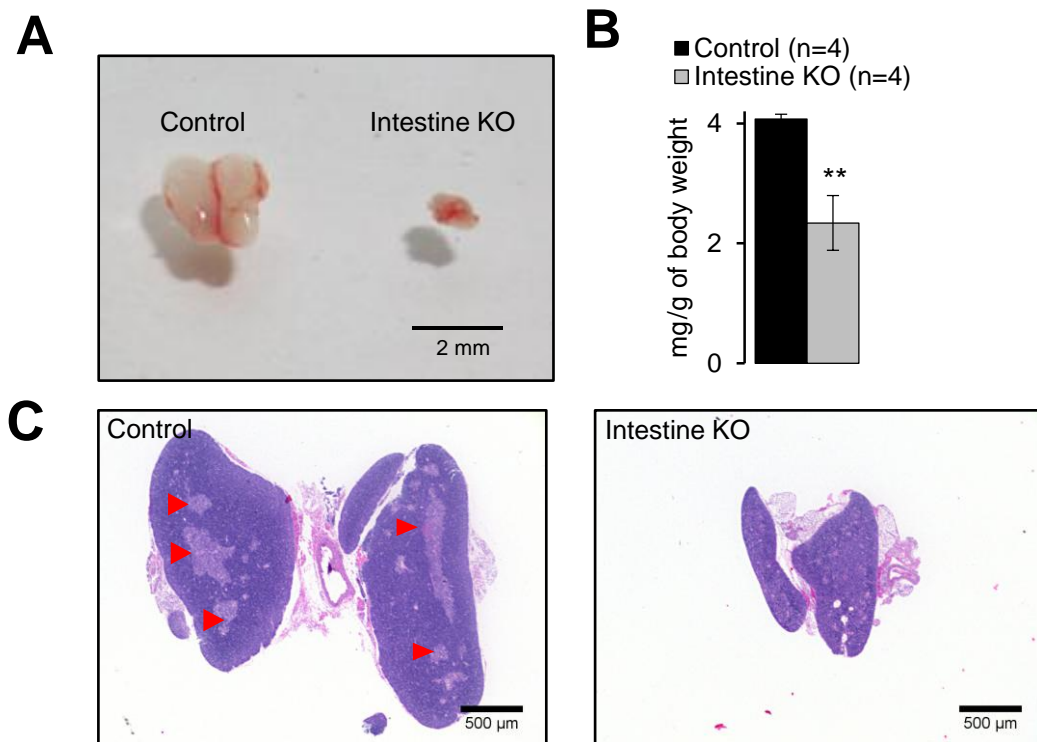 A
Control
Intestine KO
2 mm
B
Control (n=4)
Intestine KO (n=4)
mg/g of body weight
4
**
2
0
C
Control
500 μm
Intestine KO
500 μm